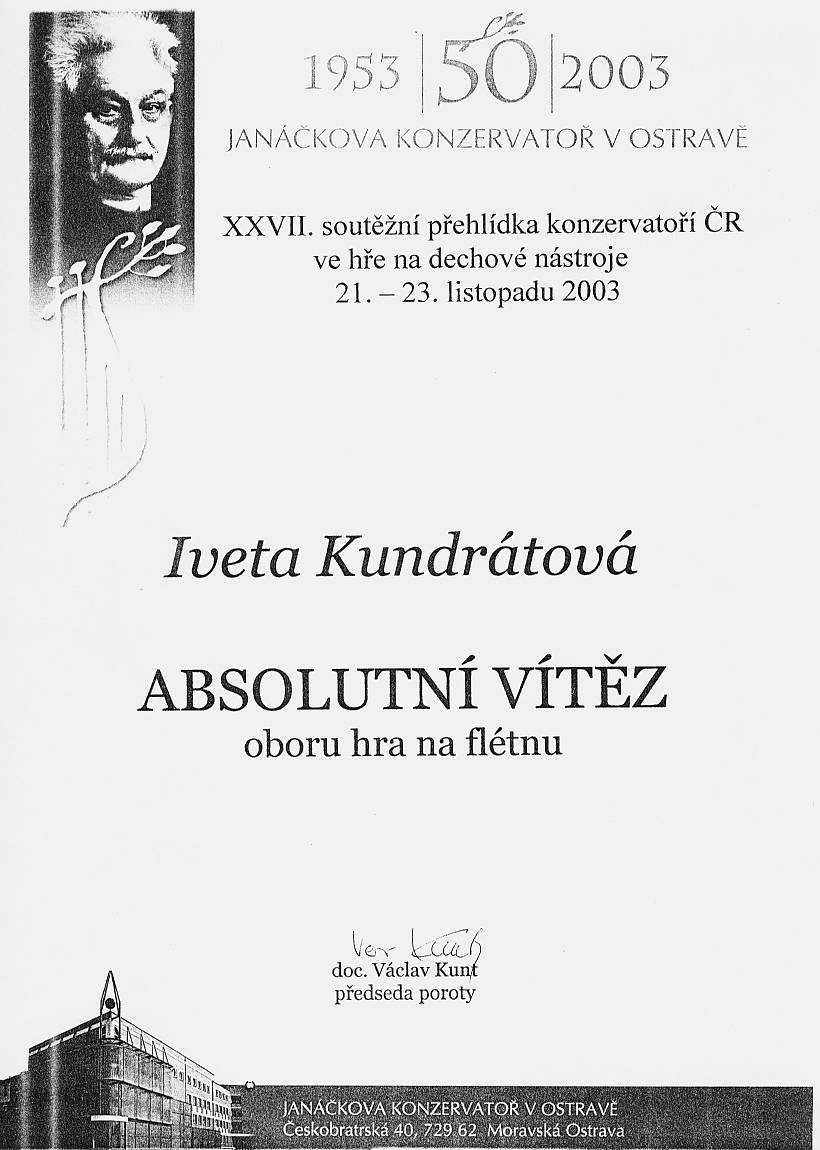 1953 | 50 | 2003
JANÁČKOVA KONZERVATOŘ V OSTRAVĚ
XXVII. soutěžní přehlídka konzervatoří ČR
ve hře na dechové nástroje
21. – 23. listopadu 2003
Iveta Kundrátová
ABSOLUTNÍ VÍTĚZ
oboru hra na flétnu
doc. Václav Kunt
předseda poroty
JANÁČKOVA KONZERVATOŘ V OSTRAVĚ
Českobratrská 40, 729 62 Moravská Ostrava